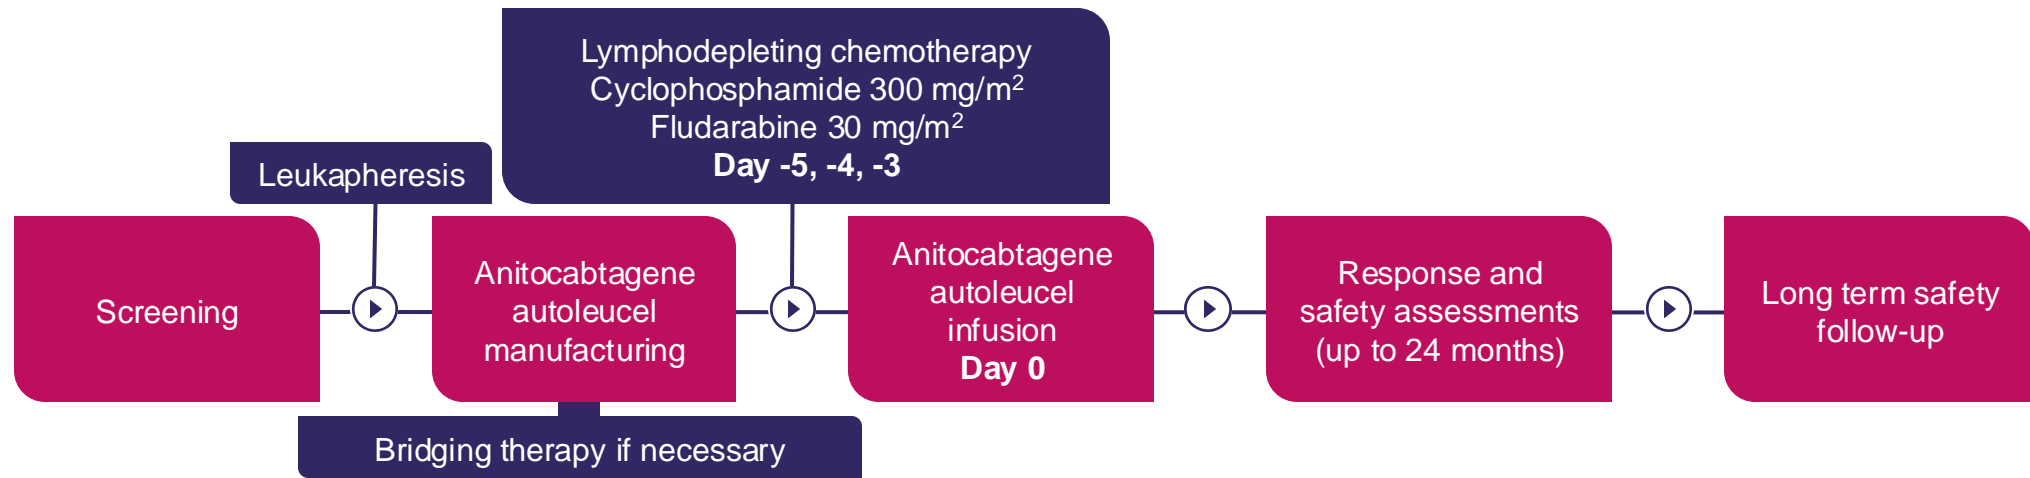 Lymphodepleting chemotherapy
Cyclophosphamide 300 mg/m²
Fludarabine 30 mg/m²
Day -5, -4, -3
Leukapheresis
Screening
Anitocabtagene
autoleucel
manufacturing
Anitocabtagene
autoleucel
infusion
Day 0
Response and
safety assessments
(up to 24 months)
Long term safety
follow-up
Bridging therapy if necessary